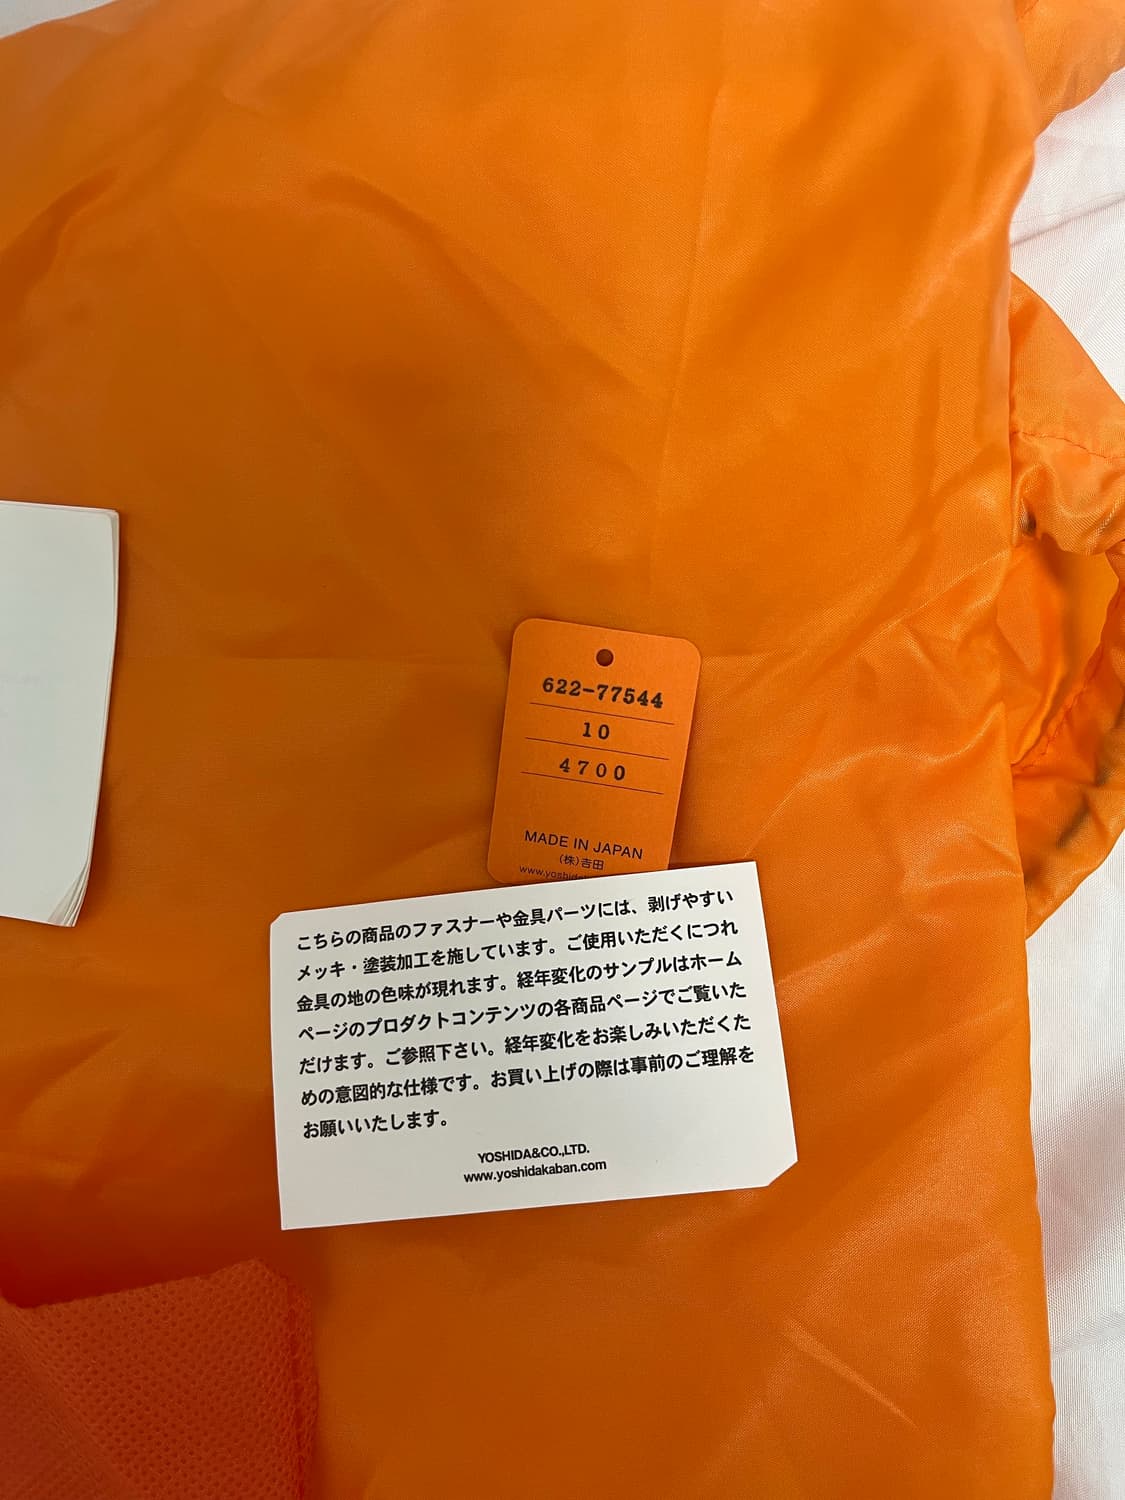 622-77544
10
4700
MADE IN JAPAN
(株)吉田
こちらの商品のファスナーや金具パーツには、剥げやすい
メッキ・塗装加工を施しています。ご使用いただくにつれ
金具の地の色味が現れます。経年変化のサンプルはホーム
ページのプロダクトコンテンツの各商品ページでご覧いた
だけます。ご参照下さい。経年変化をお楽しみいただくた
めの意図的な仕様です。お買い上げの際は事前のご理解を
お願いいたします。
YOSHIDA&CO.,LTD.
www.yoshidakaban.com